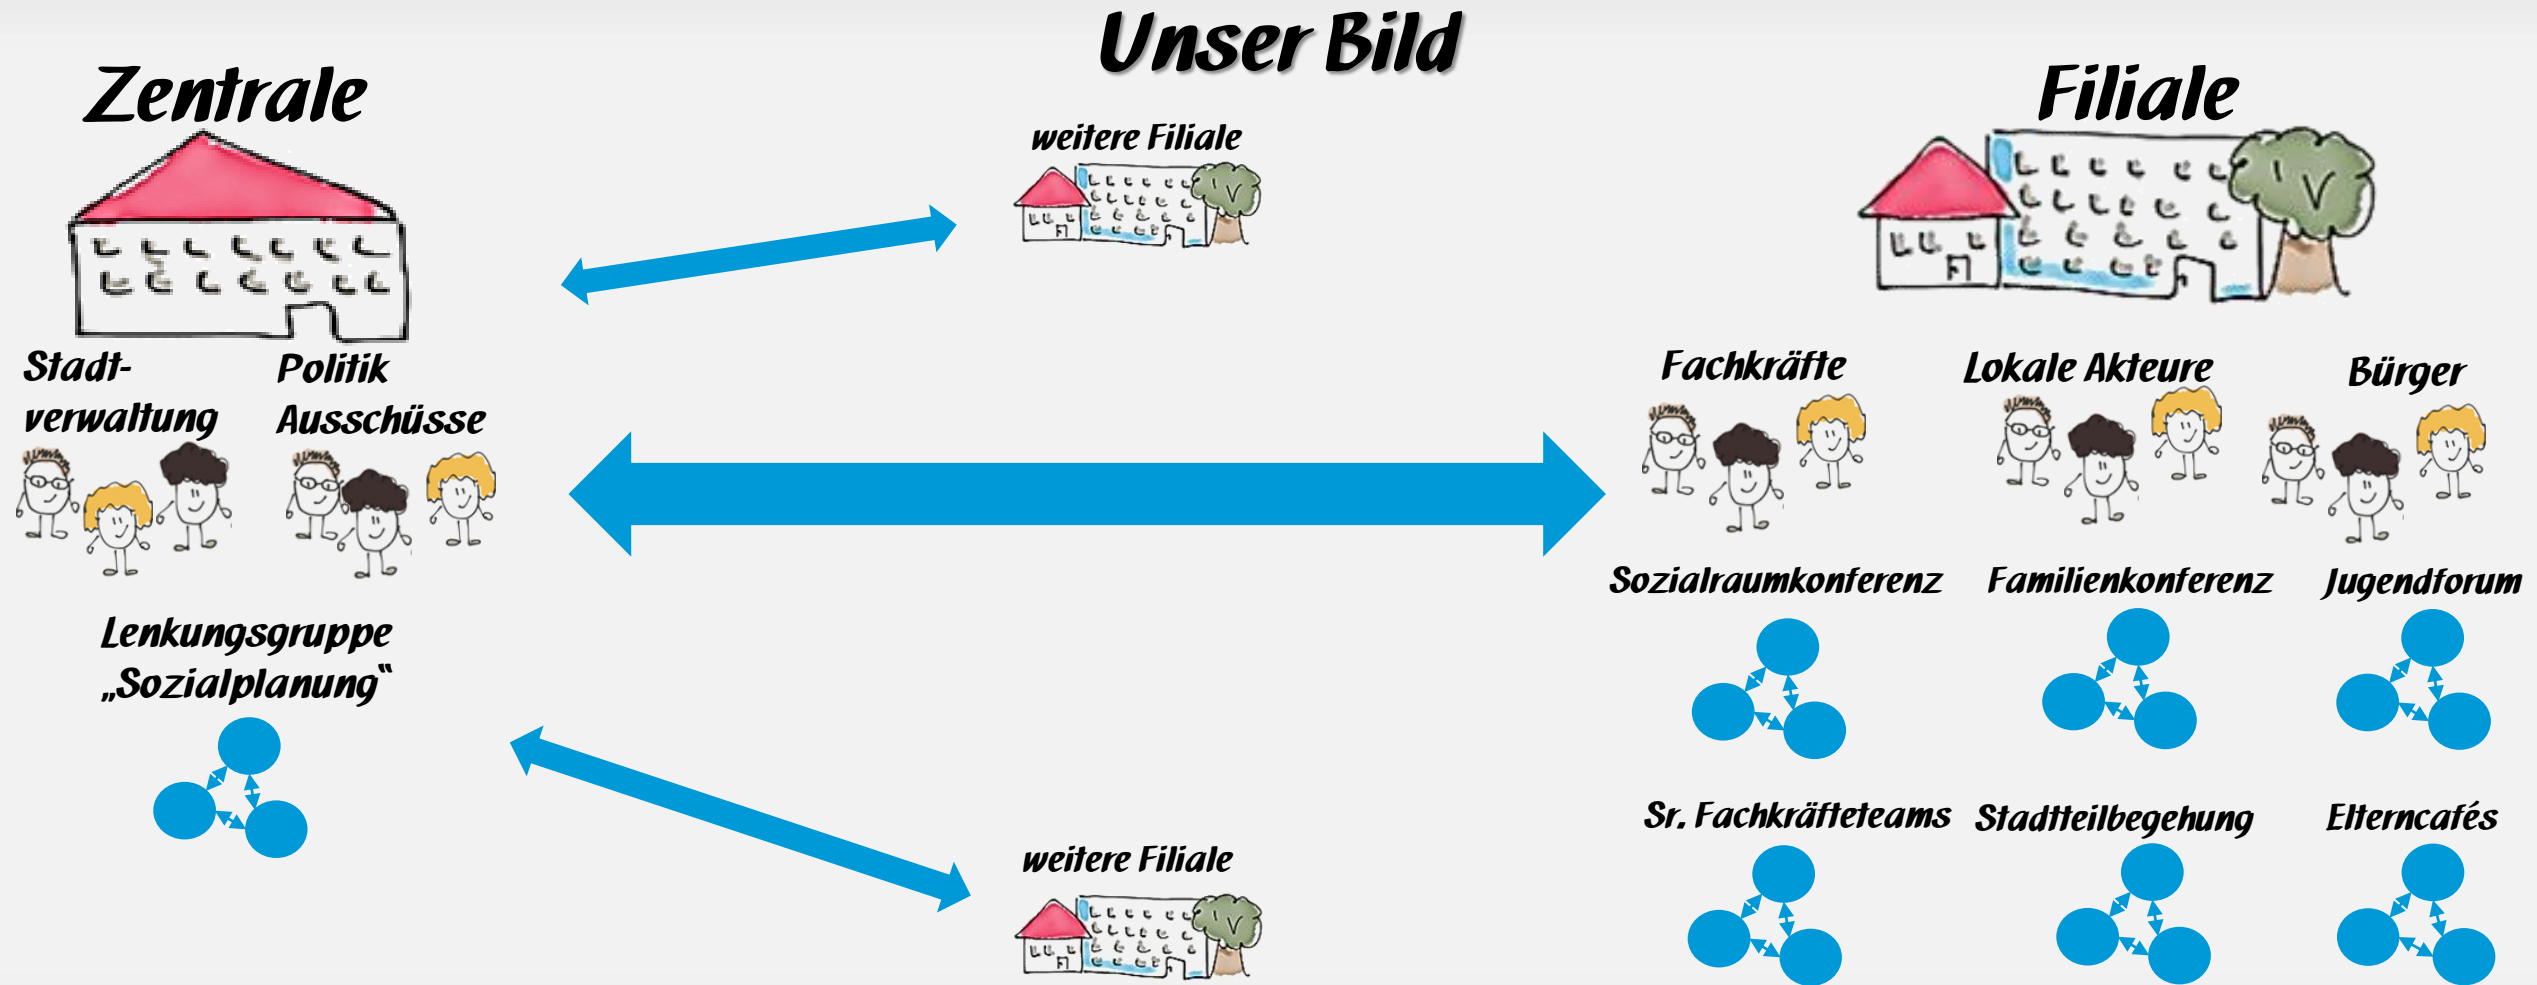 Unser Bild
Zentrale
Stadt-
verwaltung
Politik
Ausschüsse
Lenkungsgruppe
„Sozialplanung“
weitere Filiale
weitere Filiale
Filiale
Fachkräfte
Lokale Akteure
Bürger
Sozialraumkonferenz
Familienkonferenz
Jugendforum
Sr. Fachkräfteteams
Stadtteilbegehung
Elterncafés